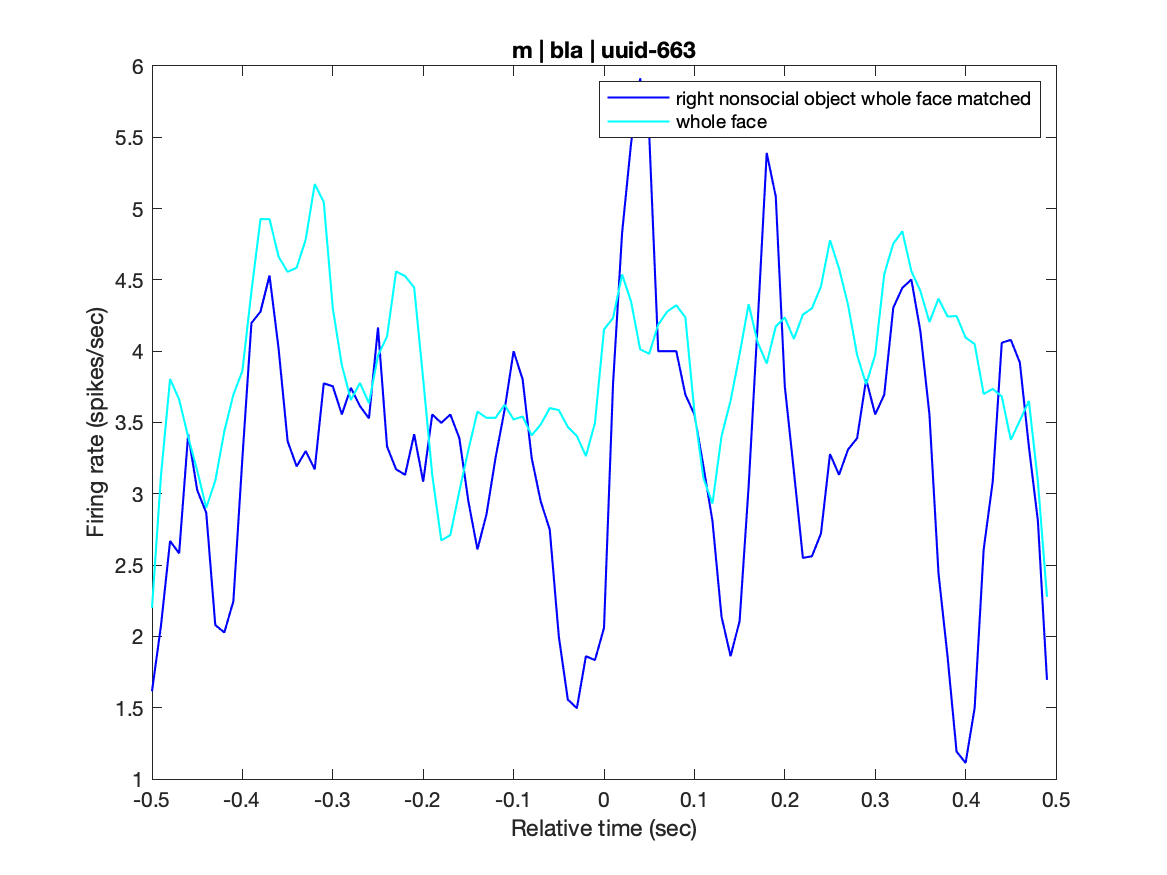 m | bla | uuid-663
6
right nonsocial object whole face matched
whole face
5.5
5
4.5
4
3.5
3
2.5
2
1.5
1
Firing rate (spikes/sec)
-0.5 -0.4 -0.3 -0.2 -0.1 0 0.1 0.2 0.3 0.4 0.5
Relative time (sec)